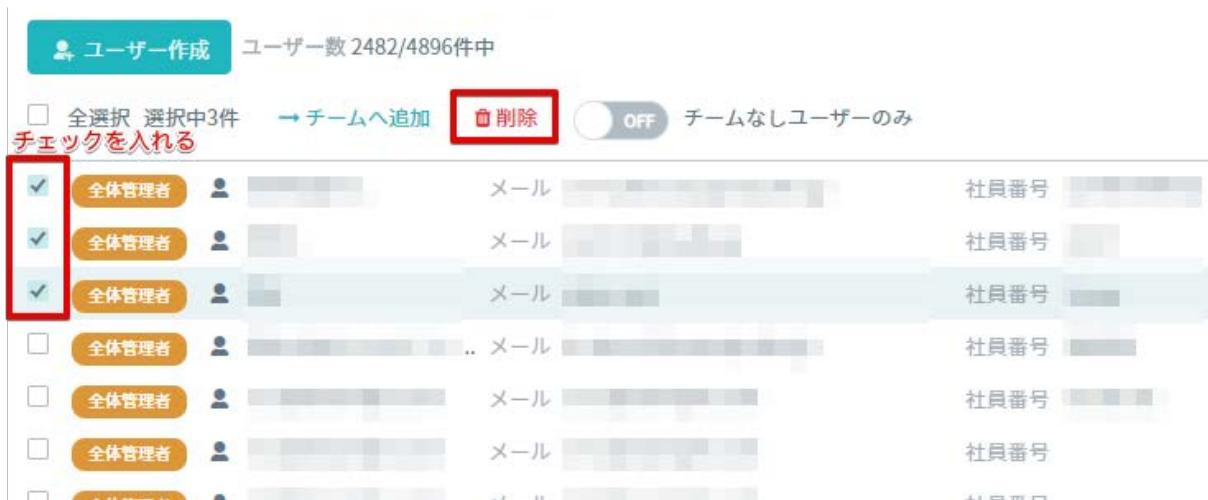 ユーザー作成 ユーザー数 2482/4896件中
全選択 選択中3件 →チームへ追加 削除 OFF チームなしユーザーのみ
チェックを入れる
全体管理者 メール 社員番号
全体管理者 メール 社員番号
全体管理者 メール 社員番号
全体管理者 .. メール 社員番号
全体管理者 メール 社員番号
全体管理者 メール 社員番号